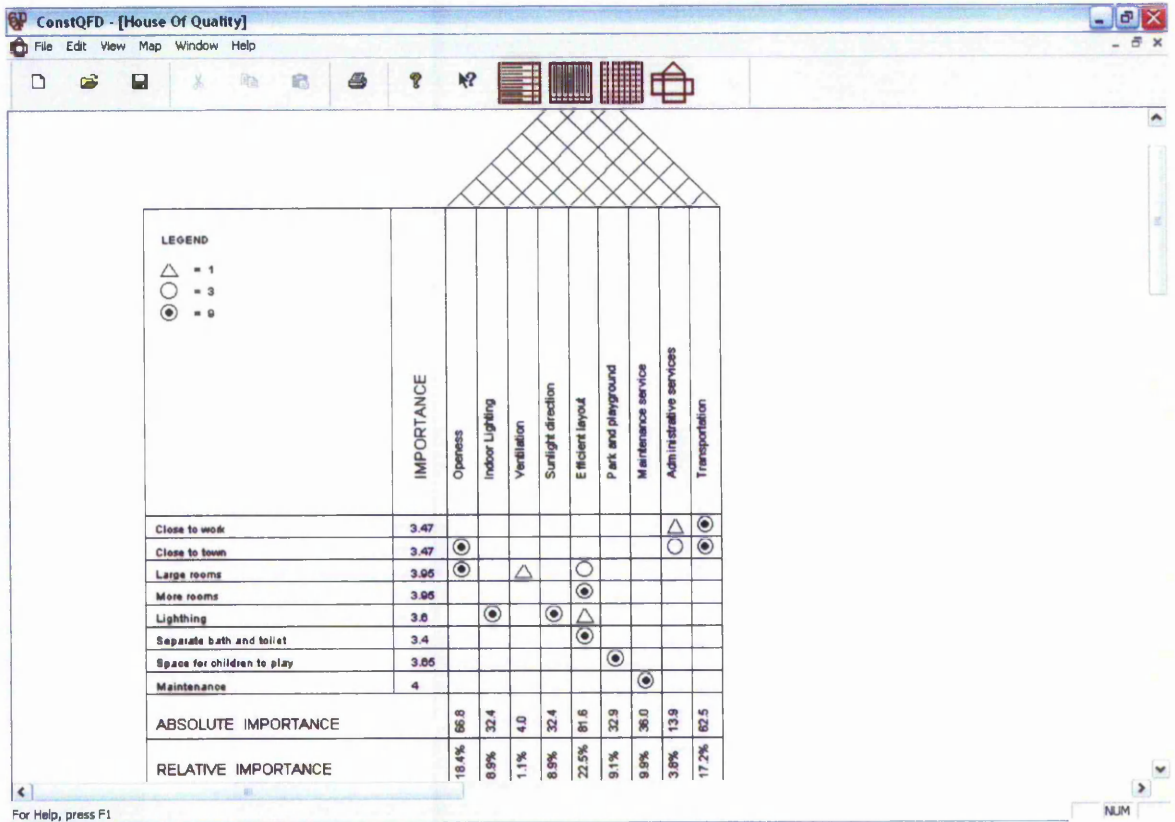 ConstQFD - [House Of Quality]
File Edit View Map Window Help
LEGEND
= 1
= 3
= 9
IMPORTANCE
Openess
Indoor Lighting
Ventilation
Sunlight direction
Efficient layout
Park and playground
Maintenance service
Administrative services
Transportation
Close to work 3.47
Close to town 3.47
Large rooms 3.95
More rooms 3.95
Lighthing 3.6
Separate bath and toilet 3.4
Space for children to play 3.65
Maintenance 4
ABSOLUTE IMPORTANCE 66.8 32.4 4.0 32.4 81.6 32.9 36.0 13.9 62.5
RELATIVE IMPORTANCE 18.4% 8.9% 1.1% 8.9% 22.5% 9.1% 9.9% 3.8% 17.2%
For Help, press F1
NUM